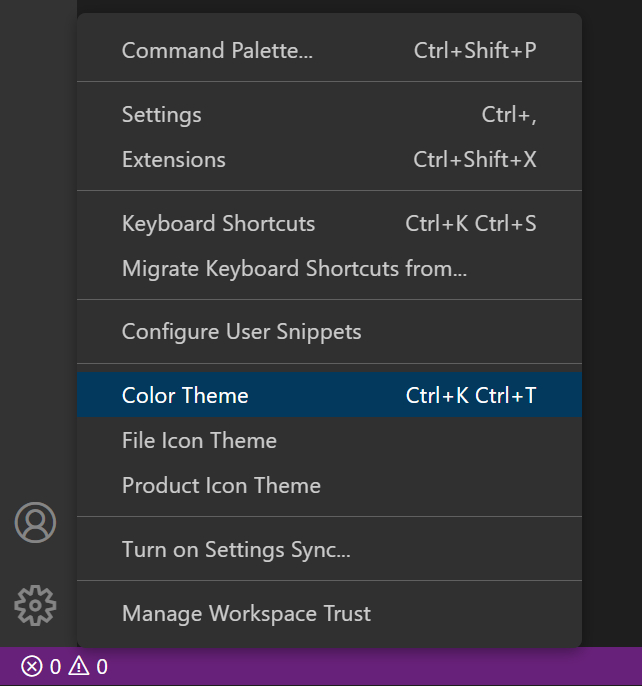 Command Palette... Ctrl+Shift+P
Settings Ctrl+,
Extensions Ctrl+Shift+X
Keyboard Shortcuts Ctrl+K Ctrl+S
Migrate Keyboard Shortcuts from...
Configure User Snippets
Color Theme Ctrl+K Ctrl+T
File Icon Theme
Product Icon Theme
Turn on Settings Sync...
Manage Workspace Trust
0 0